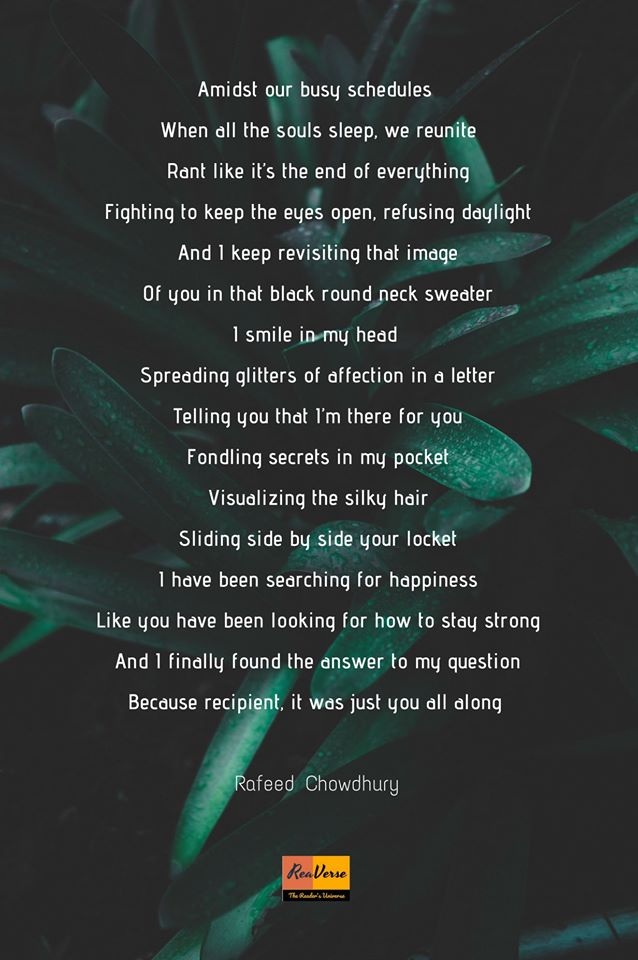 Amidst our busy schedules
When all the souls sleep, we reunite
Rant like it's the end of everything
Fighting to keep the eyes open, refusing daylight
And I keep revisiting that image
Of you in that black round neck sweater
I smile in my head
Spreading glitters of affection in a letter
Telling you that I'm there for you
Fondling secrets in my pocket
Visualizing the silky hair
Sliding side by side your locket
I have been searching for happiness
Like you have been looking for how to stay strong
And I finally found the answer to my question
Because recipient, it was just you all along
Rafeed Chowdhury
ReaVerse
The Reader's Universe